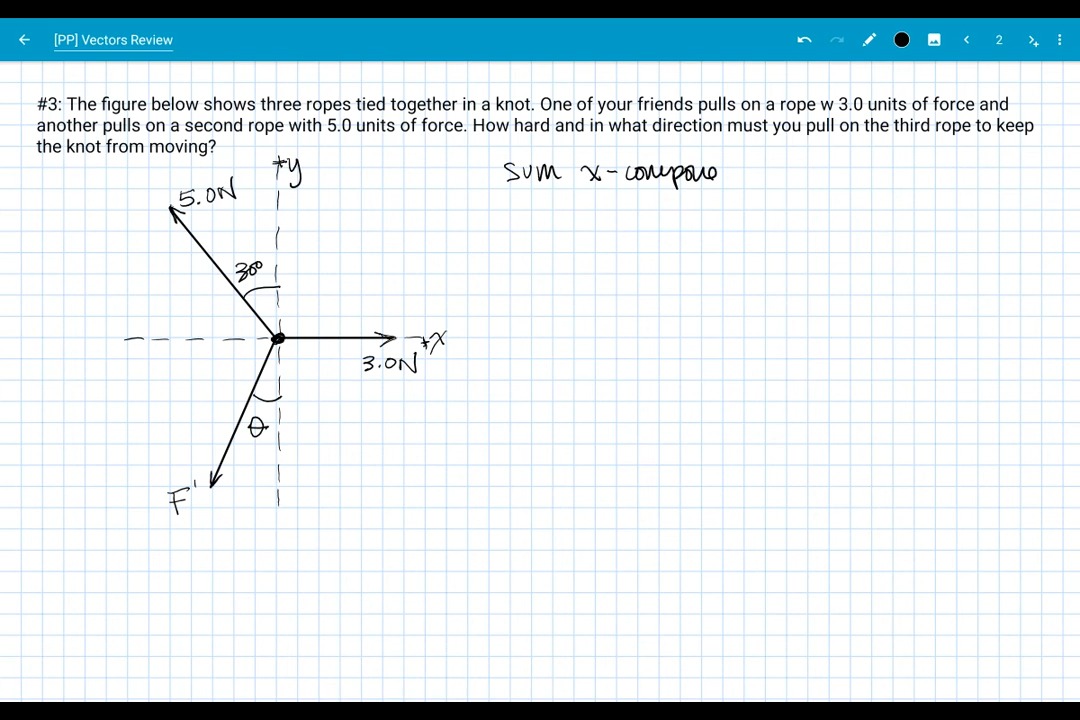 [PP] Vectors Review
2
#3: The figure below shows three ropes tied together in a knot. One of your friends pulls on a rope w 3.0 units of force and
another pulls on a second rope with 5.0 units of force. How hard and in what direction must you pull on the third rope to keep
the knot from moving?
+y
sum x-compone
5.0N
30°
+x
3.0N
θ
F'